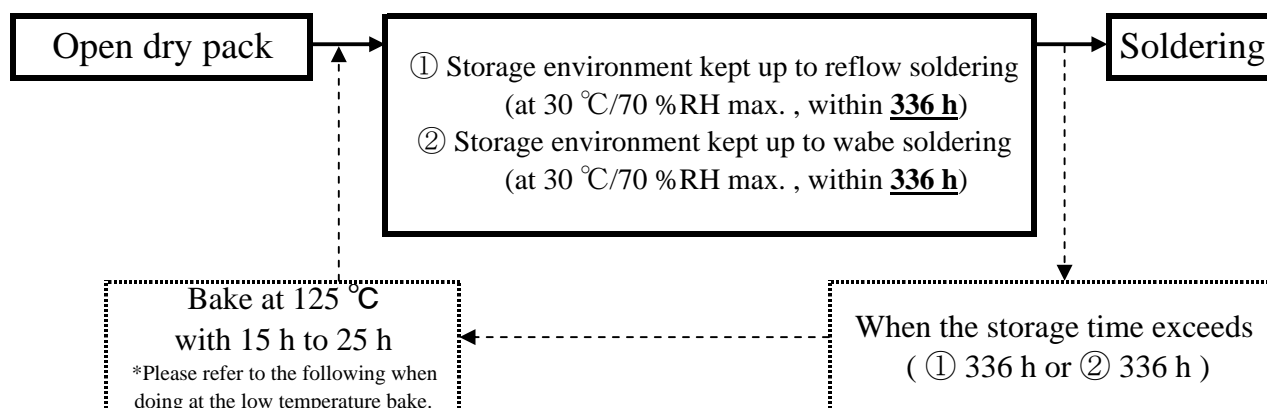 Open dry pack
① Storage environment kept up to reflow soldering
(at 30 ℃/70 %RH max. , within 336 h)
② Storage environment kept up to wabe soldering
(at 30 ℃/70 %RH max. , within 336 h)
Soldering
Bake at 125 ℃
with 15 h to 25 h
*Please refer to the following when
doing at the low temperature bake.
When the storage time exceeds
( ① 336 h or ② 336 h )